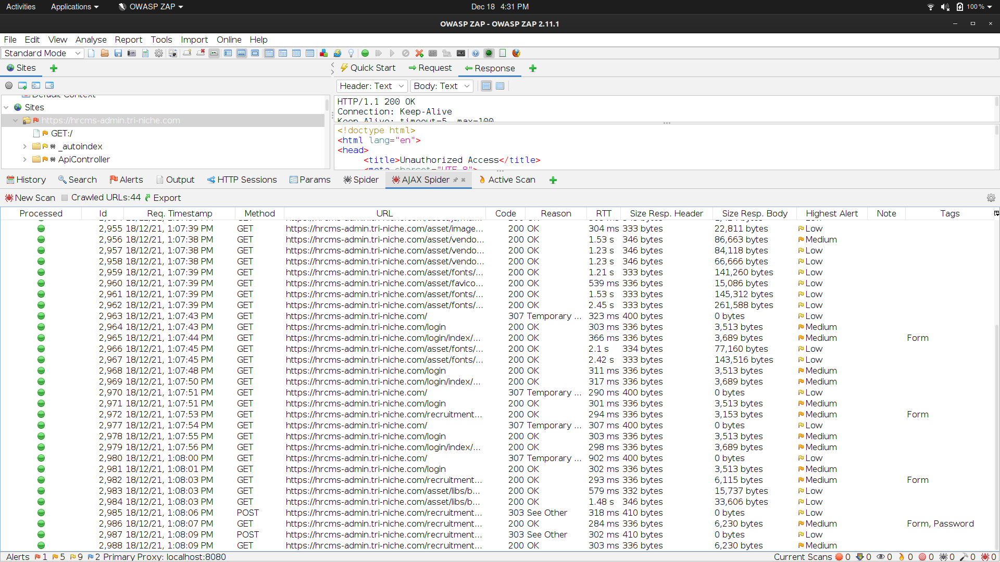 Activities Applications OWASP ZAP Dec 18 4:31 PM 100 %
OWASP ZAP - OWASP ZAP 2.11.1
File Edit View Analyse Report Tools Import Online Help
Standard Mode
Sites Quick Start Request Response
Header: Text Body: Text
Default Context
Sites
https://hrcms-admin.tri-niche.com
GET:/
_autoindex
ApiController
HTTP/1.1 200 OK
Connection: Keep-Alive
Keep-Alive: timeout=5, max=100
<!doctype html>
<html lang="en">
<head>
<title>Unauthorized Access</title>
<meta charset="UTF-8">
History Search Alerts Output HTTP Sessions Params Spider AJAX Spider Active Scan
New Scan Crawled URLs:44 Export
Processed Id Req. Timestamp Method URL Code Reason RTT Size Resp. Header Size Resp. Body Highest Alert Note Tags
2,955 18/12/21, 1:07:39 PM GET https://hrcms-admin.tri-niche.com/asset/image... 200 OK 304 ms 333 bytes 22,811 bytes Low
2,956 18/12/21, 1:07:38 PM GET https://hrcms-admin.tri-niche.com/asset/vendo... 200 OK 1.53 s 346 bytes 86,663 bytes Medium
2,957 18/12/21, 1:07:38 PM GET https://hrcms-admin.tri-niche.com/asset/vendo... 200 OK 1.23 s 346 bytes 84,118 bytes Low
2,958 18/12/21, 1:07:38 PM GET https://hrcms-admin.tri-niche.com/asset/vendo... 200 OK 1.23 s 346 bytes 66,666 bytes Low
2,959 18/12/21, 1:07:39 PM GET https://hrcms-admin.tri-niche.com/asset/fonts/... 200 OK 1.21 s 333 bytes 141,260 bytes Low
2,960 18/12/21, 1:07:39 PM GET https://hrcms-admin.tri-niche.com/asset/favico... 200 OK 539 ms 336 bytes 15,086 bytes Low
2,961 18/12/21, 1:07:39 PM GET https://hrcms-admin.tri-niche.com/asset/fonts/... 200 OK 1.53 s 333 bytes 145,312 bytes Low
2,962 18/12/21, 1:07:39 PM GET https://hrcms-admin.tri-niche.com/asset/fonts/... 200 OK 2.45 s 333 bytes 261,588 bytes Low
2,963 18/12/21, 1:07:43 PM GET https://hrcms-admin.tri-niche.com/ 307 Temporary ... 323 ms 400 bytes 0 bytes Low
2,964 18/12/21, 1:07:43 PM GET https://hrcms-admin.tri-niche.com/login 200 OK 303 ms 336 bytes 3,513 bytes Medium
2,965 18/12/21, 1:07:44 PM GET https://hrcms-admin.tri-niche.com/login/index/... 200 OK 366 ms 336 bytes 3,689 bytes Medium Form
2,966 18/12/21, 1:07:45 PM GET https://hrcms-admin.tri-niche.com/asset/fonts/... 200 OK 2.1 s 334 bytes 77,160 bytes Low
2,967 18/12/21, 1:07:45 PM GET https://hrcms-admin.tri-niche.com/asset/fonts/... 200 OK 2.42 s 333 bytes 143,516 bytes Low
2,968 18/12/21, 1:07:48 PM GET https://hrcms-admin.tri-niche.com/login 200 OK 311 ms 336 bytes 3,513 bytes Medium
2,969 18/12/21, 1:07:50 PM GET https://hrcms-admin.tri-niche.com/login/index/... 200 OK 317 ms 336 bytes 3,689 bytes Medium
2,970 18/12/21, 1:07:51 PM GET https://hrcms-admin.tri-niche.com/ 307 Temporary ... 290 ms 400 bytes 0 bytes Low
2,971 18/12/21, 1:07:51 PM GET https://hrcms-admin.tri-niche.com/login 200 OK 301 ms 336 bytes 3,513 bytes Medium
2,972 18/12/21, 1:07:53 PM GET https://hrcms-admin.tri-niche.com/recruitment... 200 OK 294 ms 336 bytes 3,153 bytes Medium Form
2,977 18/12/21, 1:07:54 PM GET https://hrcms-admin.tri-niche.com/ 307 Temporary ... 307 ms 400 bytes 0 bytes Low
2,978 18/12/21, 1:07:55 PM GET https://hrcms-admin.tri-niche.com/login 200 OK 303 ms 336 bytes 3,513 bytes Medium
2,979 18/12/21, 1:07:56 PM GET https://hrcms-admin.tri-niche.com/login/index/... 200 OK 298 ms 336 bytes 3,689 bytes Medium
2,980 18/12/21, 1:08:00 PM GET https://hrcms-admin.tri-niche.com/ 307 Temporary ... 902 ms 400 bytes 0 bytes Low
2,981 18/12/21, 1:08:01 PM GET https://hrcms-admin.tri-niche.com/login 200 OK 302 ms 336 bytes 3,513 bytes Medium
2,982 18/12/21, 1:08:03 PM GET https://hrcms-admin.tri-niche.com/recruitment... 200 OK 293 ms 336 bytes 6,115 bytes Medium Form
2,983 18/12/21, 1:08:03 PM GET https://hrcms-admin.tri-niche.com/asset/libs/b... 200 OK 579 ms 332 bytes 15,737 bytes Low
2,984 18/12/21, 1:08:03 PM GET https://hrcms-admin.tri-niche.com/asset/libs/b... 200 OK 1.48 s 346 bytes 33,606 bytes Low
2,985 18/12/21, 1:08:06 PM POST https://hrcms-admin.tri-niche.com/recruitment... 303 See Other 318 ms 410 bytes 0 bytes Low
2,986 18/12/21, 1:08:07 PM GET https://hrcms-admin.tri-niche.com/recruitment... 200 OK 284 ms 336 bytes 6,230 bytes Medium Form, Password
2,987 18/12/21, 1:08:09 PM POST https://hrcms-admin.tri-niche.com/recruitment... 303 See Other 302 ms 410 bytes 0 bytes Low
2,988 18/12/21, 1:08:09 PM GET https://hrcms-admin.tri-niche.com/recruitment... 200 OK 303 ms 336 bytes 6,230 bytes Medium
Alerts 1 5 9 2 Primary Proxy: localhost:8080 Current Scans 0 0 0 0 0 0 0 0